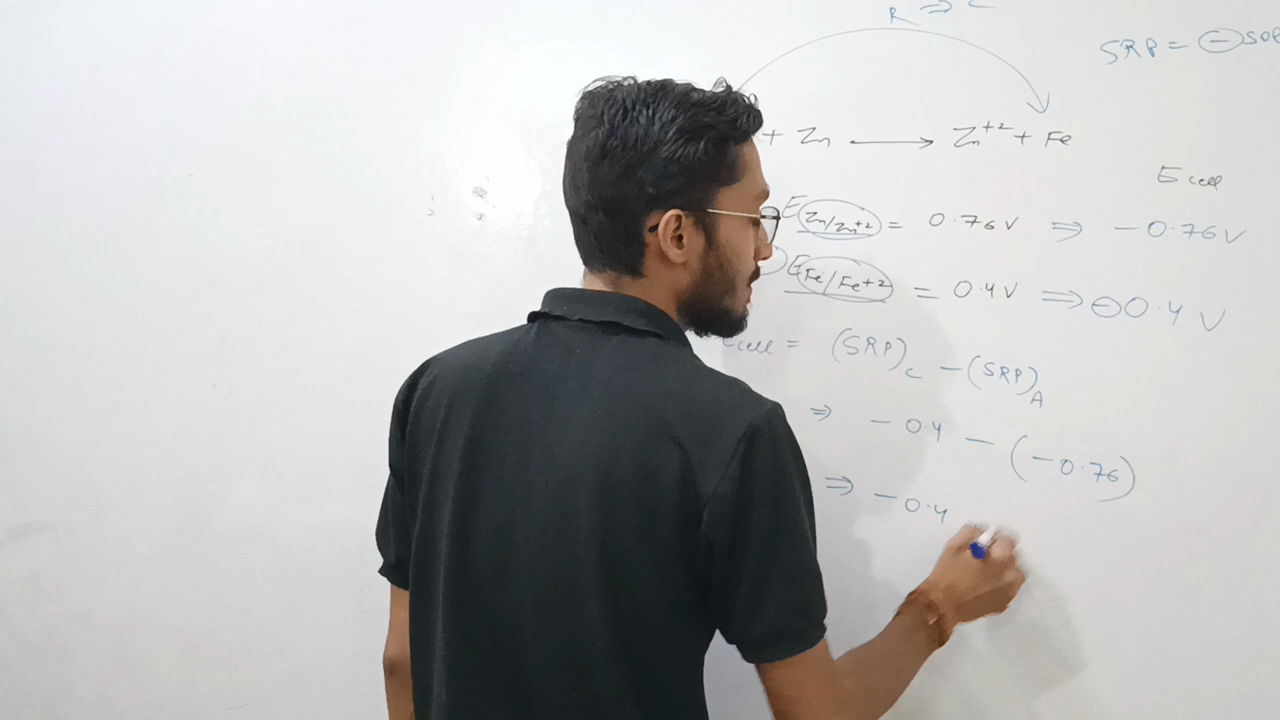 R ⇒ C
SRP = ⊖ SOP
+ Zn ⟶ Zn+2 + Fe
E cell
E Zn/Zn+2 = 0.76 V ⇒ -0.76 V
E Fe/Fe+2 = 0.4 V ⇒ ⊖0.4 V
Ecell = (SRP)C - (SRP)A
⇒ -0.4 - (-0.76)
⇒ -0.4